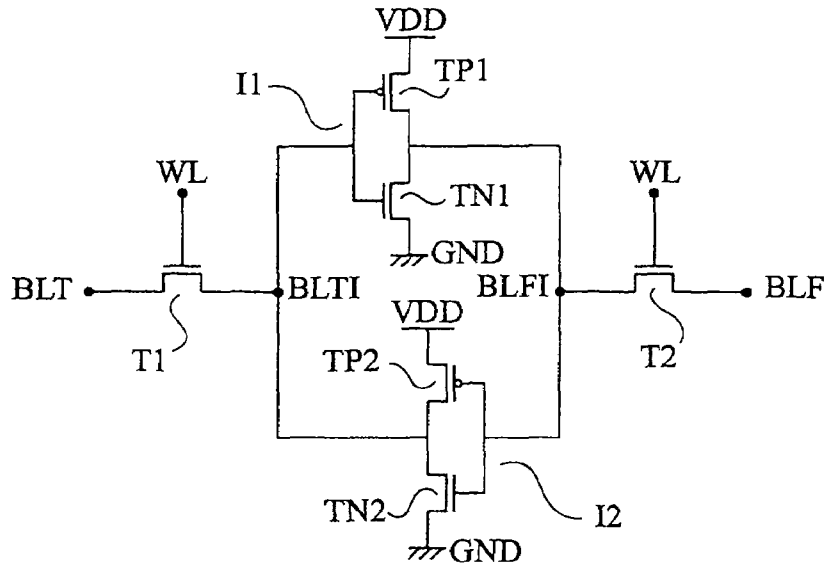 VDD
TP1
I1
WL
WL
TN1
GND
BLT
BLTI
BLFI
BLF
VDD
T1
TP2
T2
TN2
I2
GND